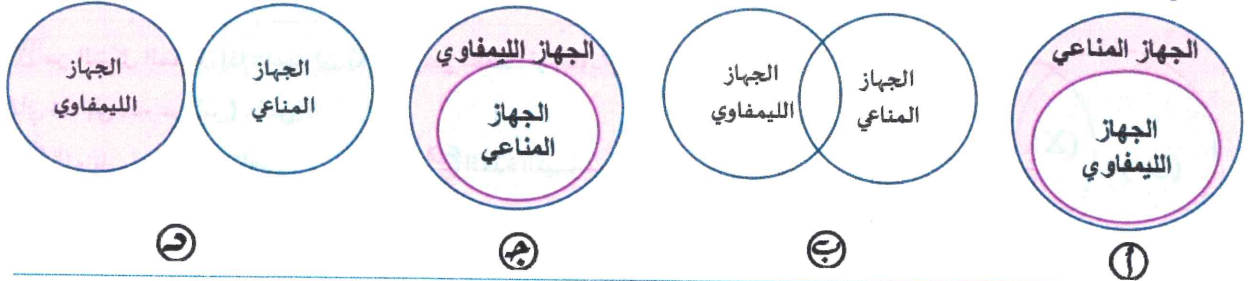 الجهاز المناعي
الجهاز
الليمفاوي
أ
الجهاز
المناعي
الجهاز
الليمفاوي
ب
الجهاز الليمفاوي
الجهاز
المناعي
جـ
الجهاز
المناعي
الجهاز
الليمفاوي
د